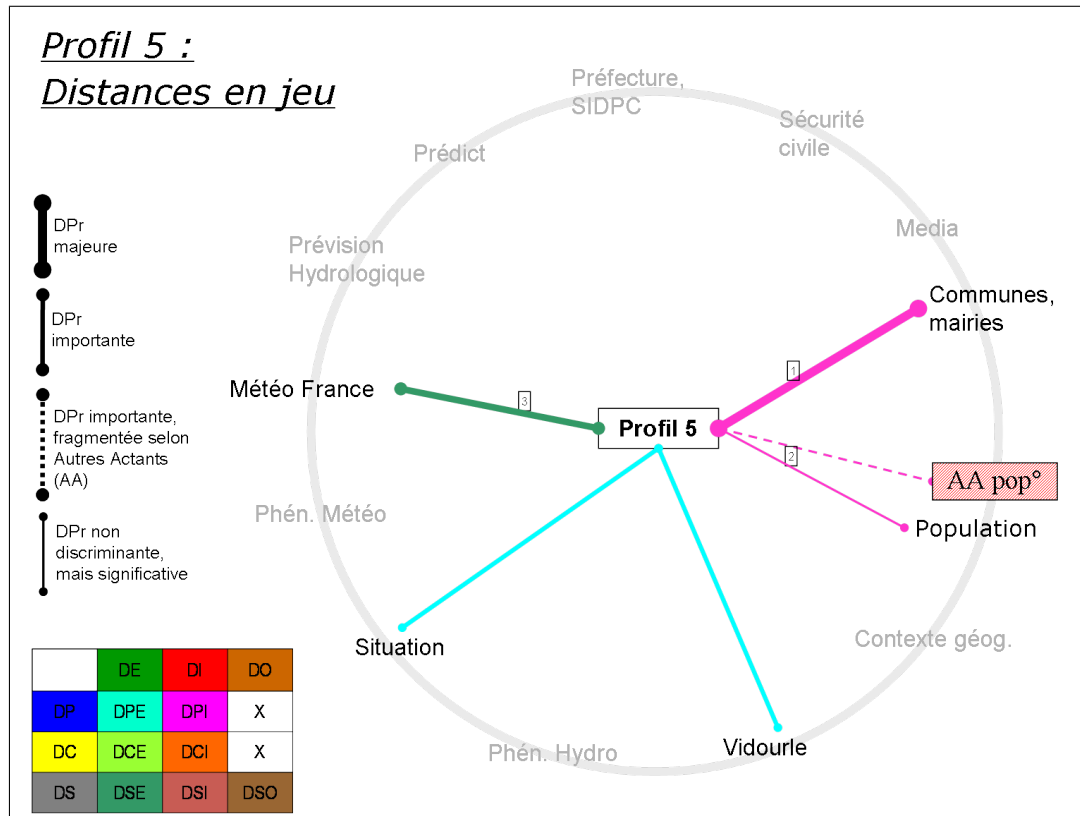 Profil 5 :
Distances en jeu
Préfecture,
SIDPC
Sécurité
civile
Prédict
Media
Prévision
Hydrologique
Communes,
mairies
Météo France
3
Profil 5
1
2
AA pop°
Population
Phén. Météo
Situation
Contexte géog.
Phén. Hydro
Vidourle
DPr
majeure
DPr
importante
DPr importante,
fragmentée selon
Autres Actants
(AA)
DPr non
discriminante,
mais significative
DE DI DO
DP DPE DPI X
DC DCE DCI X
DS DSE DSI DSO